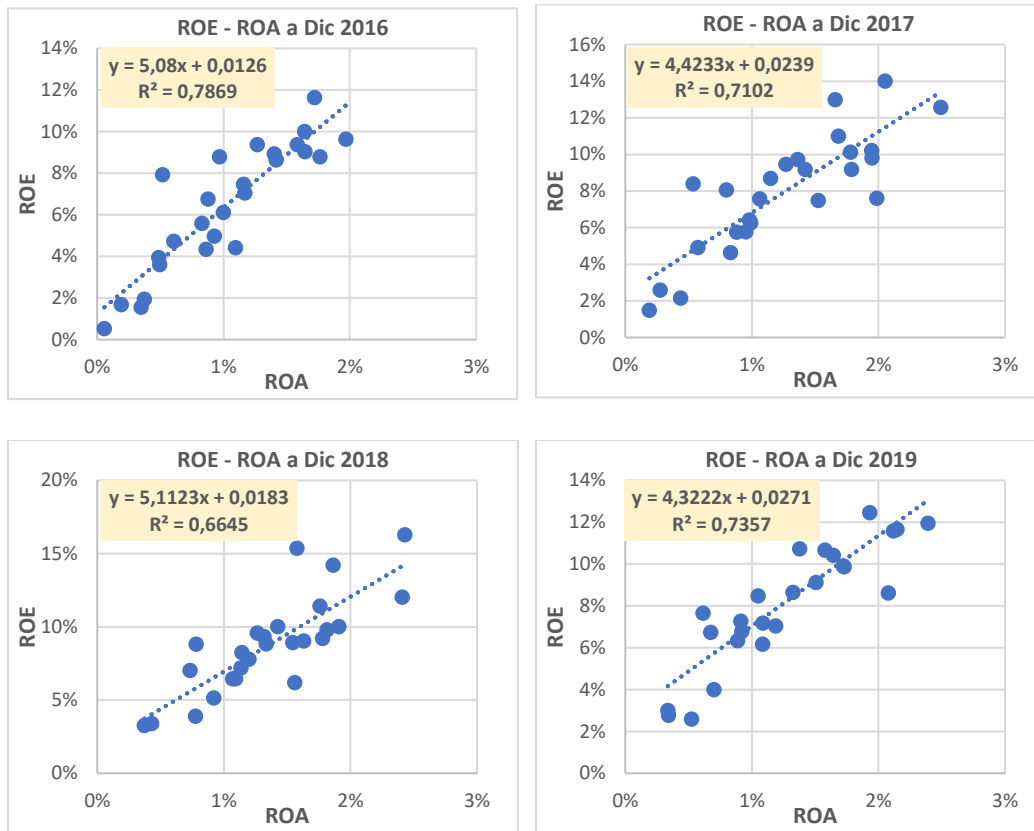 ROE - ROA a Dic 2016
14%
12%
10%
8%
6%
4%
2%
0%
ROE
y = 5,08x + 0,0126
R² = 0,7869
0%
1%
2%
3%
ROA
ROE - ROA a Dic 2017
16%
14%
12%
10%
8%
6%
4%
2%
0%
ROE
y = 4,4233x + 0,0239
R² = 0,7102
0%
1%
2%
3%
ROA
ROE - ROA a Dic 2018
20%
15%
10%
5%
0%
ROE
y = 5,1123x + 0,0183
R² = 0,6645
0%
1%
2%
3%
ROA
ROE - ROA a Dic 2019
14%
12%
10%
8%
6%
4%
2%
0%
ROE
y = 4,3222x + 0,0271
R² = 0,7357
0%
1%
2%
3%
ROA